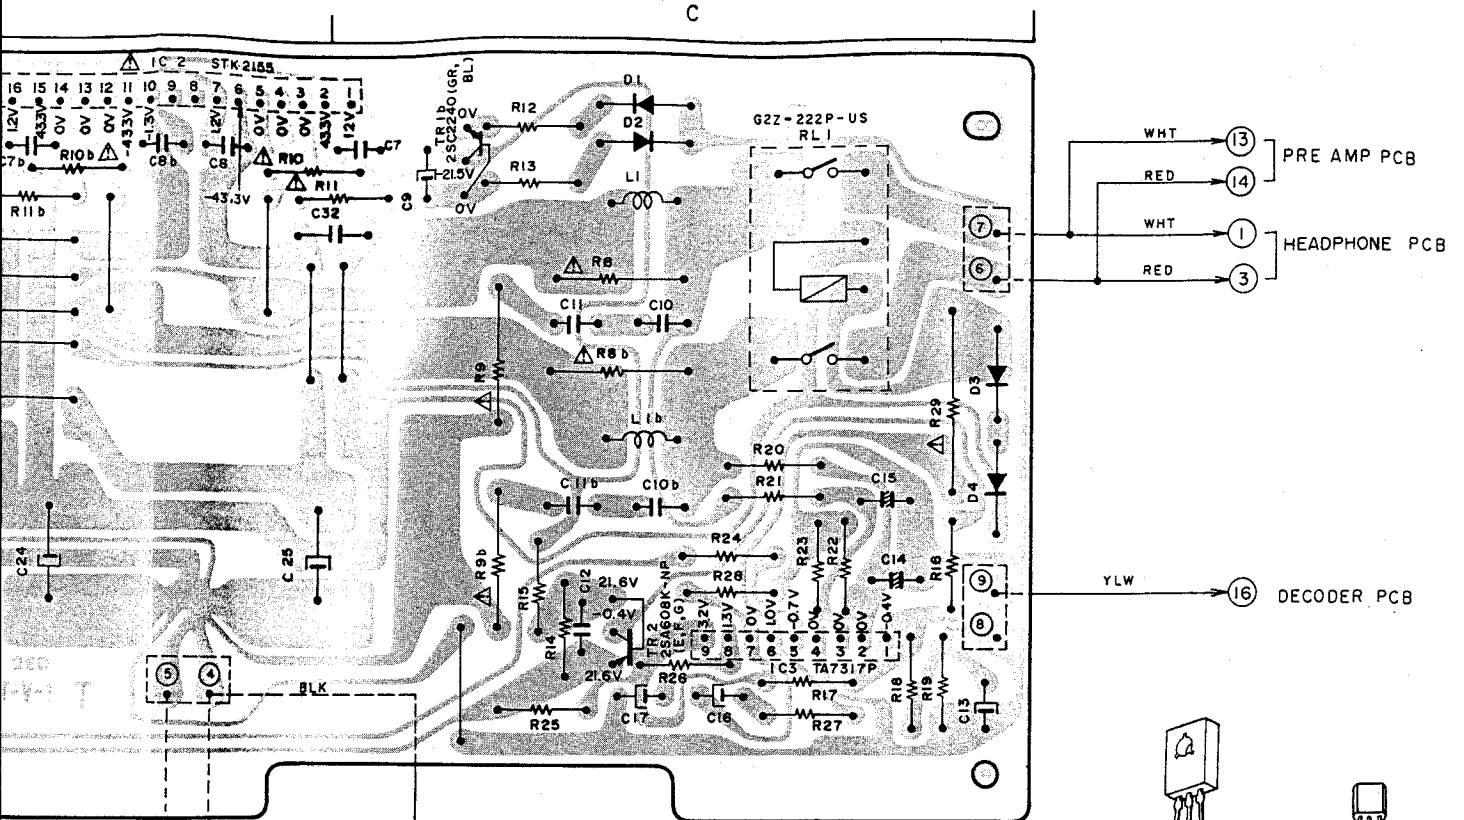 C
IC 2 STK2155
16 15 14 13 12 11 10 9 8 7 6 5 4 3 2 1
1.2V -43.3V 0V 0V 0V -43.3V -1.3V 1.2V 0V 0V 0V 43.3V 12V
C7b R10b C8b C8 R10 C7
R11b R11
-43.3V
C32
TR1b
2SC2240(GR, BL)
0V
-21.5V
0V
C9
R12
R13
D1
D2
L1
R8
C11 C10
R8b
R9
L1b
C11b C10b
R9b
G2Z-222P-US
RL1
7
6
WHT 13
RED 14
PRE AMP PCB
WHT 1
RED 3
HEADPHONE PCB
D3
R29
D4
R20
R21
C15
R24
R28
R23
R22
C14
R16
9
8
YLW 16 DECODER PCB
C24
C25
R15
R14
C12
21.6V
-0.4V
21.6V
TR2
2SA608K-NP
(E,F,G)
-32V 1.3V 0V 1.0V -0.7V 0V 0V 0V -0.4V
9 8 7 6 5 4 3 2 1
IC3 TA7317P
R26
R17
R27
R25
C17
C16
R18
R19
C13
5 4
BLK